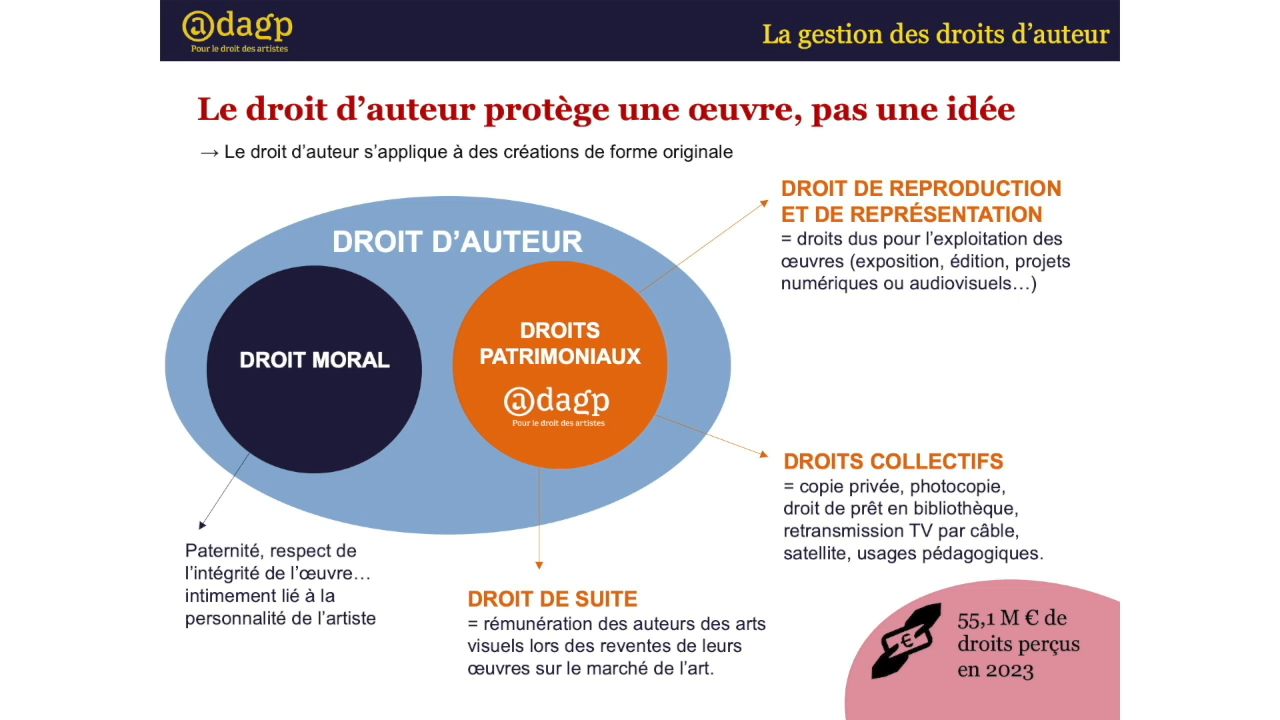 @dagp
Pour le droit des artistes
La gestion des droits d’auteur
Le droit d’auteur protège une œuvre, pas une idée
→ Le droit d’auteur s’applique à des créations de forme originale
DROIT D’AUTEUR
DROIT MORAL
DROITS
PATRIMONIAUX
@dagp
Pour le droit des artistes
DROIT DE REPRODUCTION
ET DE REPRÉSENTATION
= droits dus pour l’exploitation des
œuvres (exposition, édition, projets
numériques ou audiovisuels…)
DROITS COLLECTIFS
= copie privée, photocopie,
droit de prêt en bibliothèque,
retransmission TV par câble,
satellite, usages pédagogiques.
Paternité, respect de
l’intégrité de l’œuvre…
intimement lié à la
personnalité de l’artiste
DROIT DE SUITE
= rémunération des auteurs des arts
visuels lors des reventes de leurs
œuvres sur le marché de l’art.
€
55,1 M € de
droits perçus
en 2023